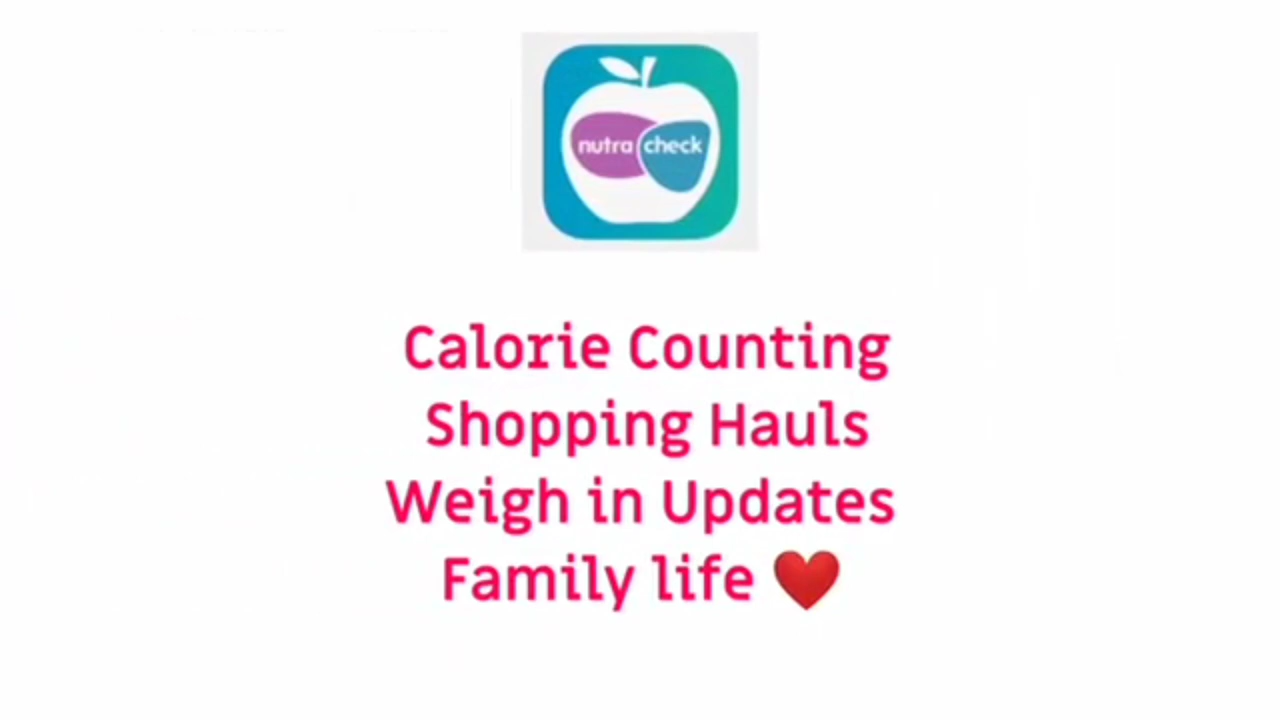 nutra check
Calorie Counting
Shopping Hauls
Weigh in Updates
Family life ❤️